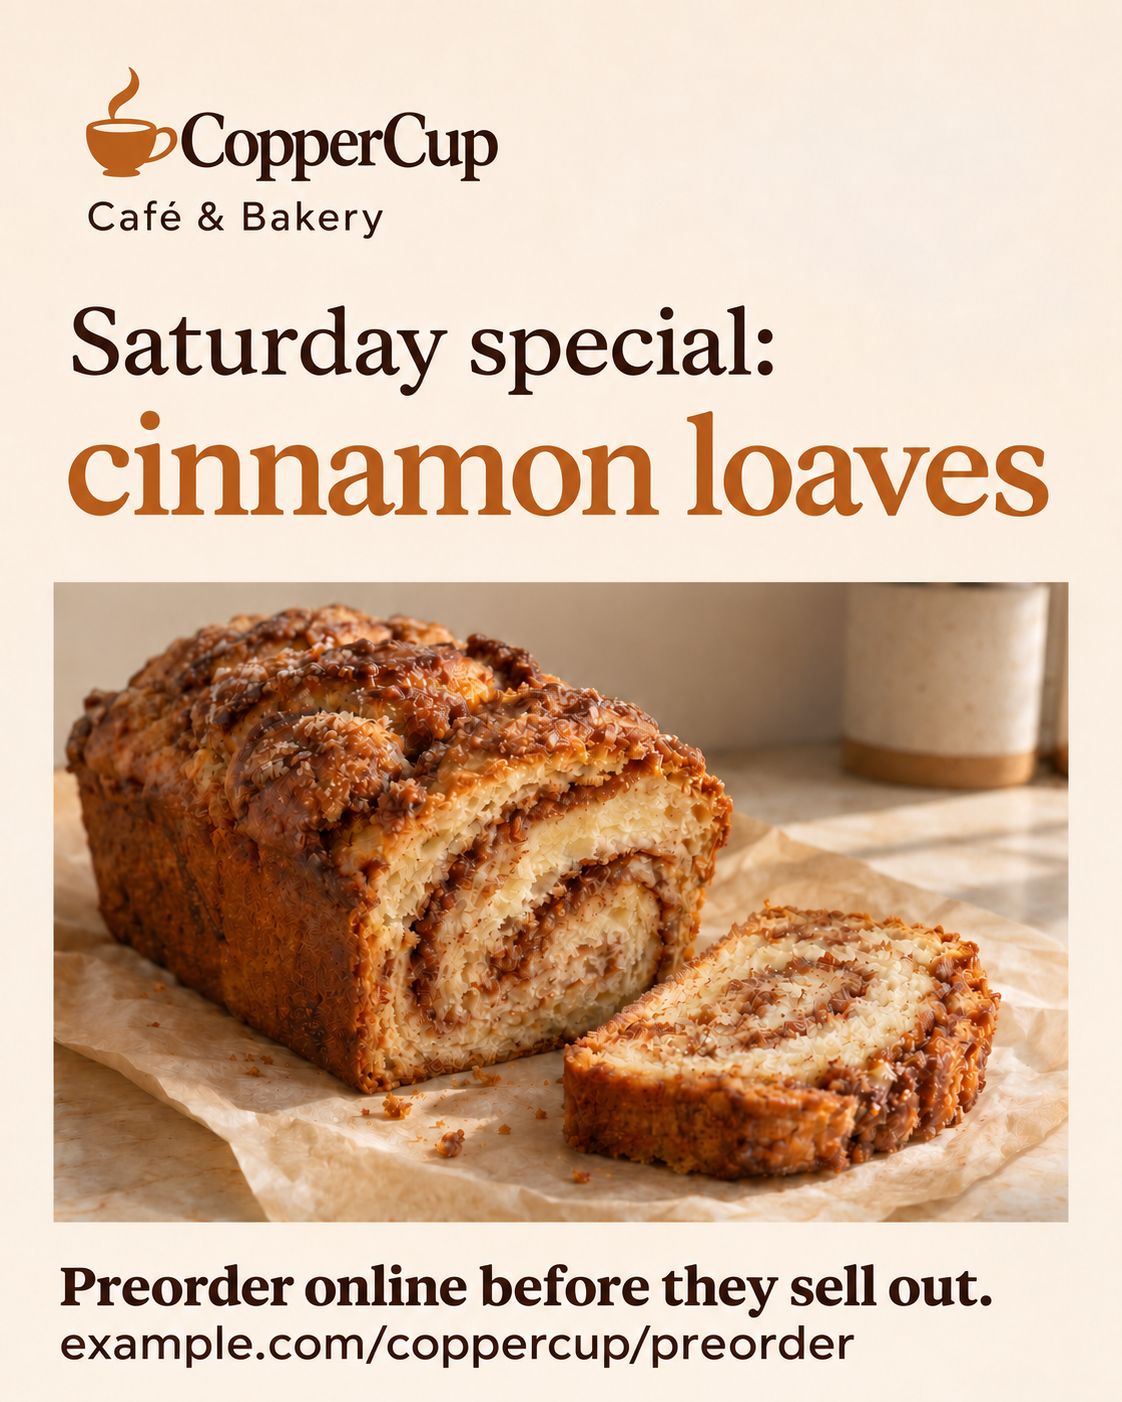 CopperCup
Café & Bakery
Saturday special:
cinnamon loaves
Preorder online before they sell out.
example.com/coppercup/preorder